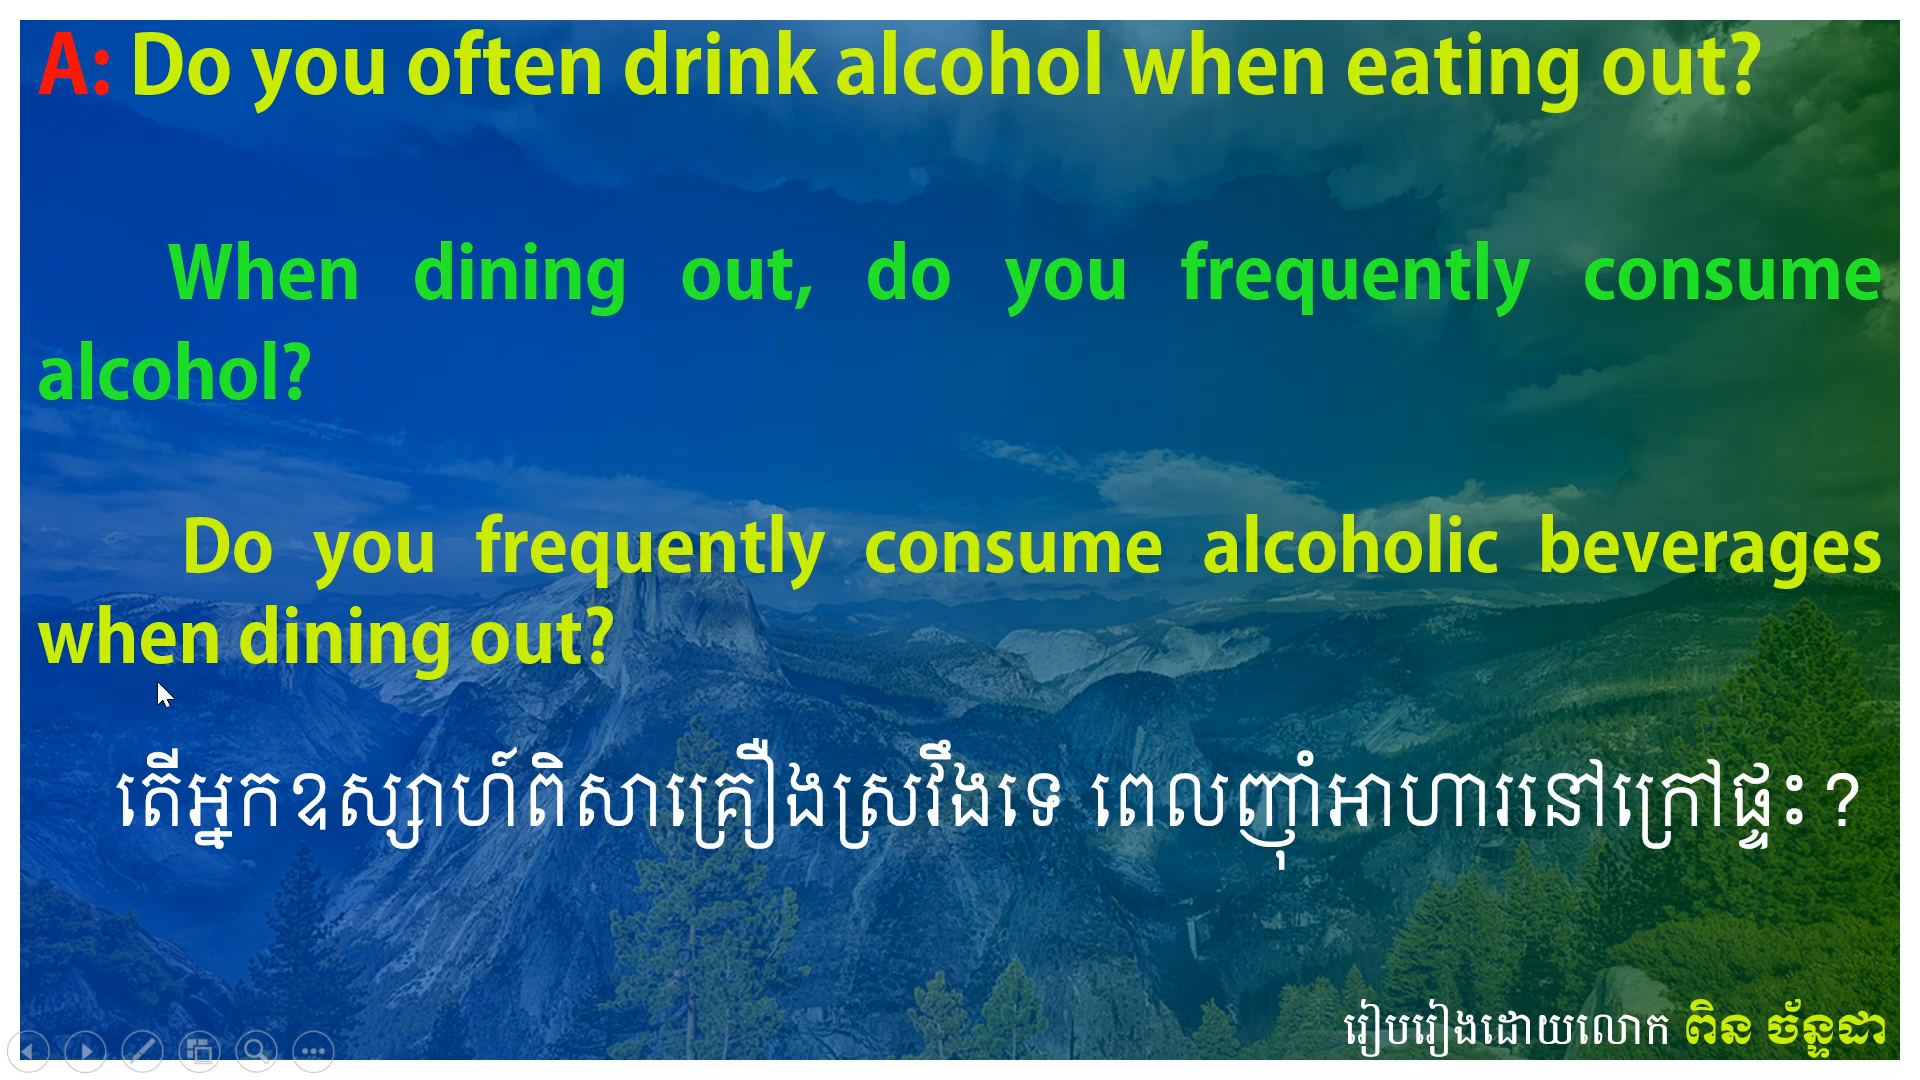 A: Do you often drink alcohol when eating out?
When dining out, do you frequently consume
alcohol?
Do you frequently consume alcoholic beverages
when dining out?
តើអ្នកឧស្សាហ៍ពិសាគ្រឿងស្រវឹងទេ ពេលញ៉ាំអាហារនៅក្រៅផ្ទះ?
រៀបរៀងដោយលោក ពិន ច័ន្ទដា